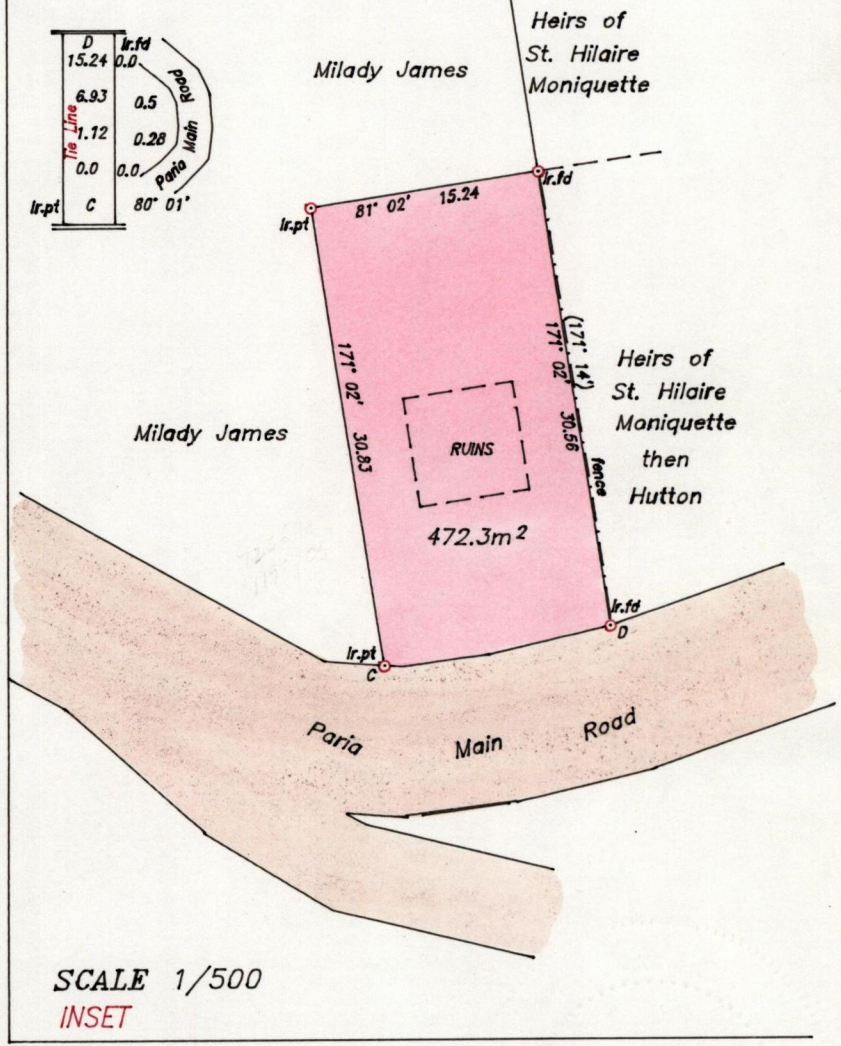 Heirs of
St. Hilaire
Moniquette
Milady James
D Ir.fd
15.24 0.0
6.93 0.5
1.12 0.28
0.0 0.0
Tie Line
Paria Main Road
Ir.pt C 80° 01'
Ir.fd
81° 02' 15.24
Ir.pt
171° 02' 30.83
171° 02' 30.56
(171° 14')
fence
Heirs of
St. Hilaire
Moniquette
then
Hutton
Milady James
RUINS
472.3m²
Ir.fd
D
Ir.pt
C
Paria Main Road
SCALE 1/500
INSET